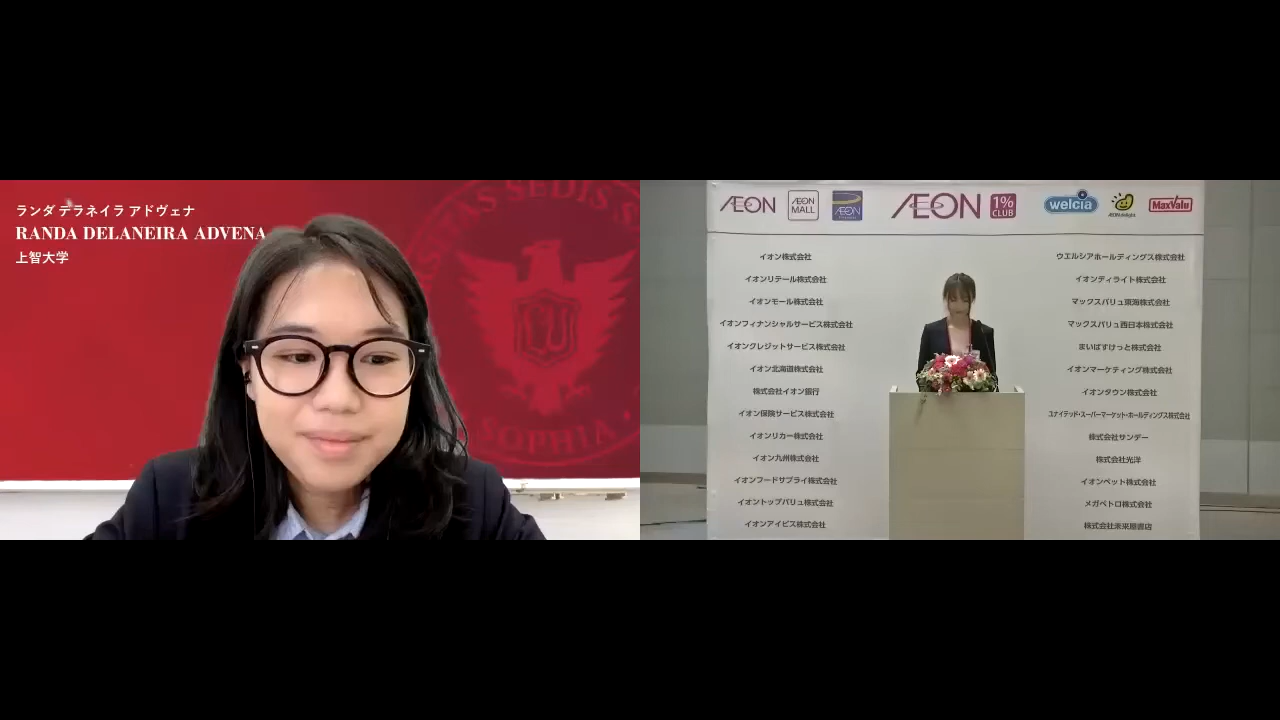 ランダ デラネイラ アドヴェナ
RANDA DELANEIRA ADVENA
上智大学
SEDIS S
SOPHIA
ÆON
ÆON
MALL
ÆON
ÆON
1%
CLUB
welcia
ÆON delight
MaxValu
イオン株式会社
イオンリテール株式会社
イオンモール株式会社
イオンフィナンシャルサービス株式会社
イオンクレジットサービス株式会社
イオン北海道株式会社
株式会社イオン銀行
イオン保険サービス株式会社
イオンリカー株式会社
イオン九州株式会社
イオンフードサプライ株式会社
イオントップバリュ株式会社
イオンアイビス株式会社
ウエルシアホールディングス株式会社
イオンディライト株式会社
マックスバリュ東海株式会社
マックスバリュ西日本株式会社
まいばすけっと株式会社
イオンマーケティング株式会社
イオンタウン株式会社
ユナイテッド・スーパーマーケット・ホールディングス株式会社
株式会社サンデー
株式会社光洋
イオンペット株式会社
メガペトロ株式会社
株式会社未来屋書店